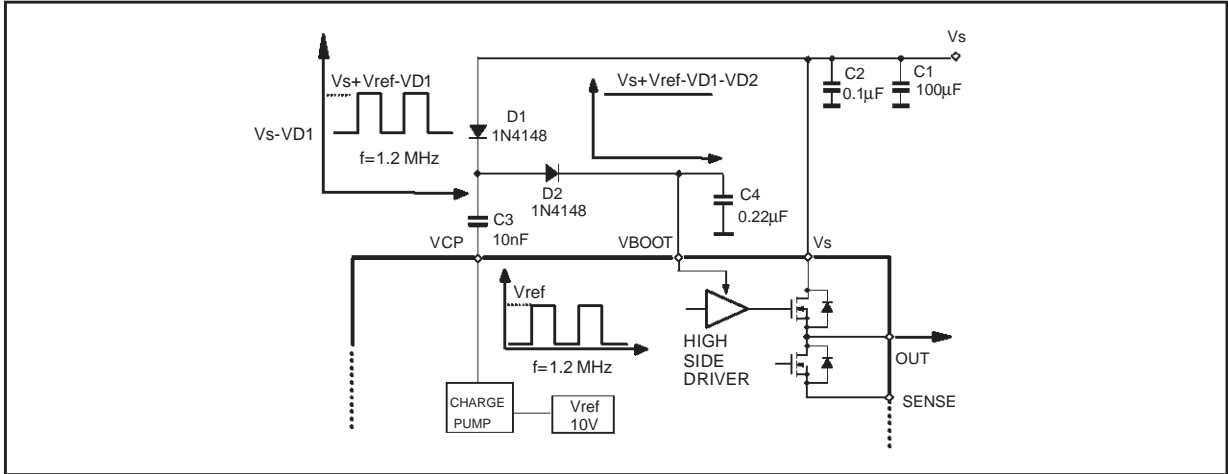 Vs
Vs+Vref-VD1
Vs-VD1
f=1.2 MHz
D1
1N4148
Vs+Vref-VD1-VD2
C2
0.1µF
C1
100µF
D2
1N4148
C4
0.22µF
C3
10nF
VCP
VBOOT
Vs
Vref
f=1.2 MHz
HIGH
SIDE
DRIVER
OUT
SENSE
CHARGE
PUMP
Vref
10V